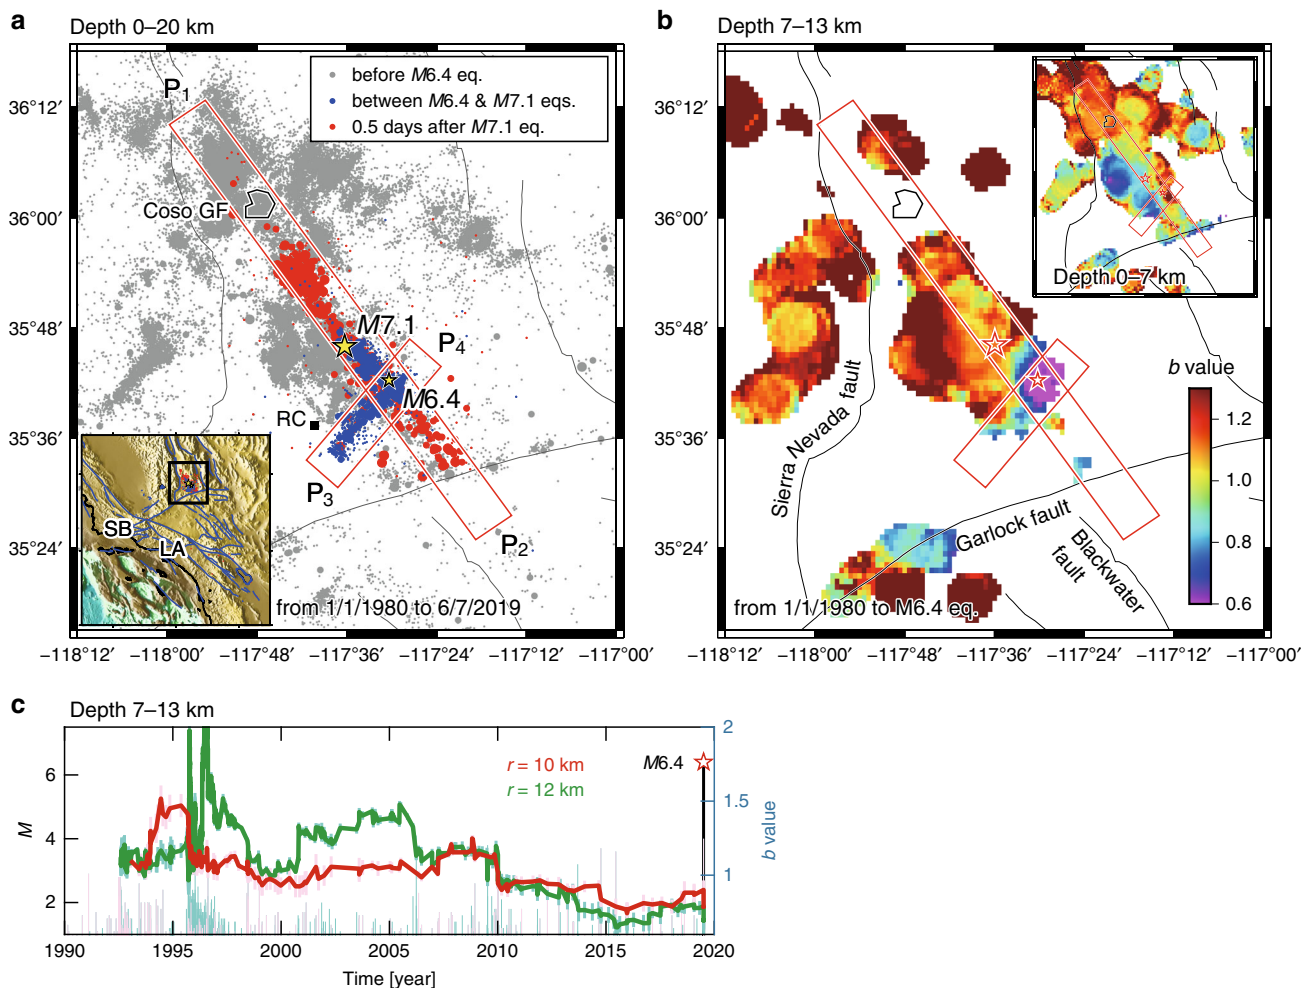 a
Depth 0–20 km
before M6.4 eq.
between M6.4 & M7.1 eqs.
0.5 days after M7.1 eq.
P1
Coso GF
M7.1
P4
M6.4
RC
P3
P2
SB
LA
from 1/1/1980 to 6/7/2019
36°12′
36°00′
35°48′
35°36′
35°24′
−118°12′ −118°00′ −117°48′ −117°36′ −117°24′ −117°12′ −117°00′
b
Depth 7–13 km
Depth 0–7 km
b value
1.2
1.0
0.8
0.6
Sierra Nevada fault
Garlock fault
Blackwater
fault
from 1/1/1980 to M6.4 eq.
36°12′
36°00′
35°48′
35°36′
35°24′
−118°12′ −118°00′ −117°48′ −117°36′ −117°24′ −117°12′ −117°00′
c
Depth 7–13 km
r = 10 km
r = 12 km
M6.4
M
6
4
2
2
1.5
1
b value
1990 1995 2000 2005 2010 2015 2020
Time [year]